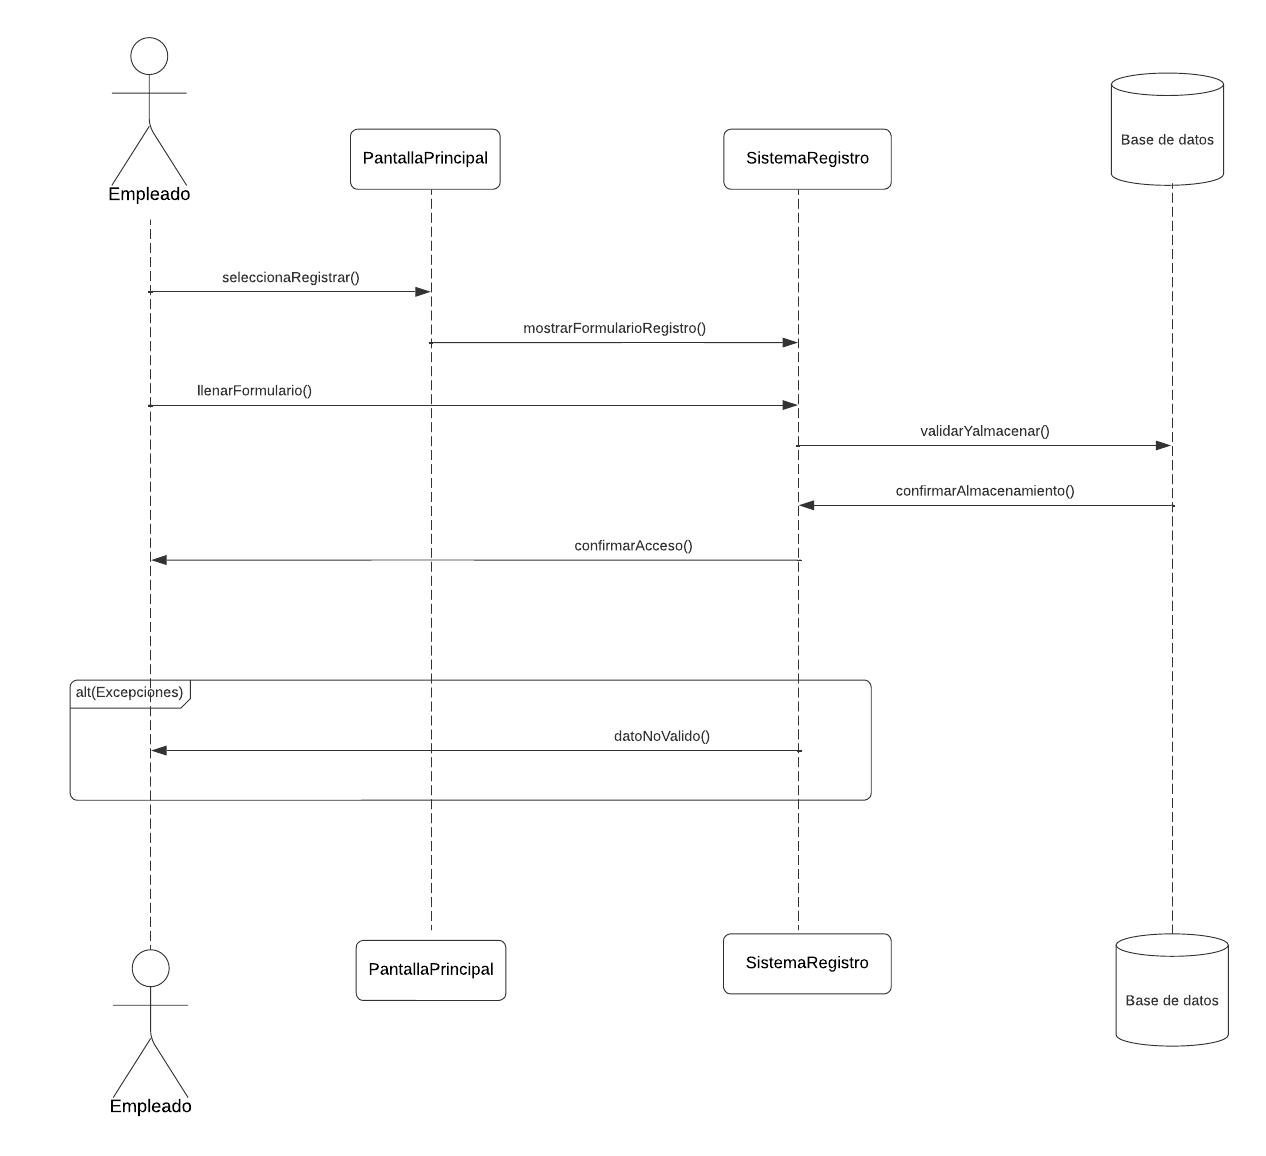 Empleado
PantallaPrincipal
SistemaRegistro
Base de datos
seleccionaRegistrar()
mostrarFormularioRegistro()
llenarFormulario()
validarYalmacenar()
confirmarAlmacenamiento()
confirmarAcceso()
alt(Excepciones)
datoNoValido()
PantallaPrincipal
SistemaRegistro
Base de datos
Empleado